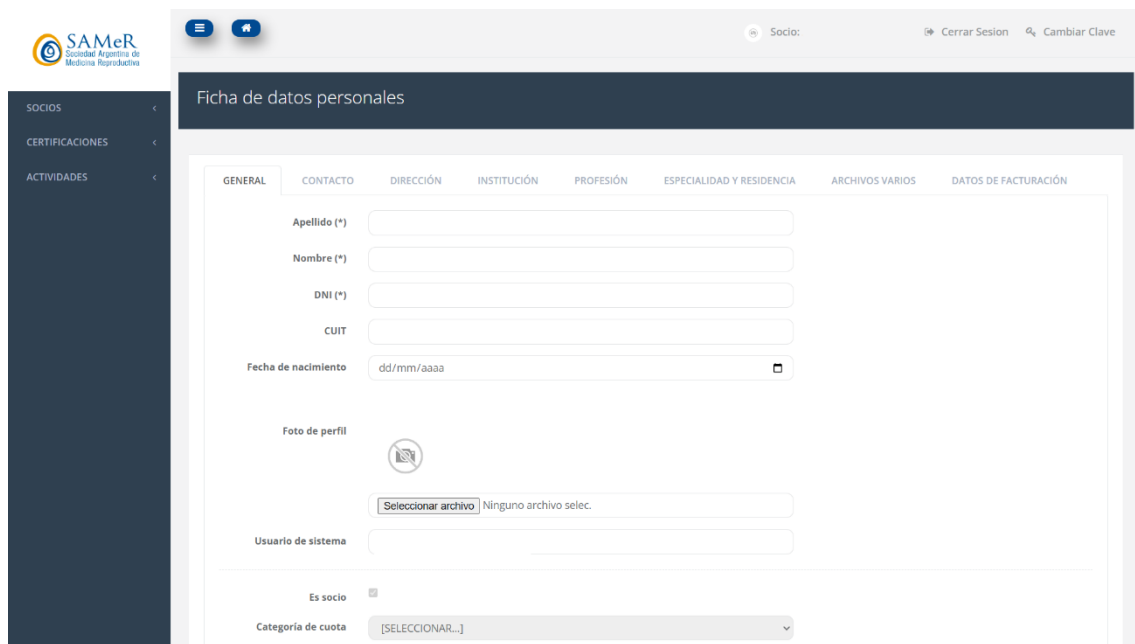 SAMeR
Sociedad Argentina de
Medicina Reproductiva
Socio:
Cerrar Sesion
Cambiar Clave
SOCIOS
CERTIFICACIONES
ACTIVIDADES
Ficha de datos personales
GENERAL CONTACTO DIRECCIÓN INSTITUCIÓN PROFESIÓN ESPECIALIDAD Y RESIDENCIA ARCHIVOS VARIOS DATOS DE FACTURACIÓN
Apellido (*)
Nombre (*)
DNI (*)
CUIT
Fecha de nacimiento dd/mm/aaaa
Foto de perfil
Seleccionar archivo Ninguno archivo selec.
Usuario de sistema
Es socio
Categoría de cuota [SELECCIONAR...]